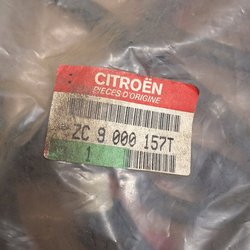 CITROËN
PIECES D'ORIGINE
ZC 9 000 157T
1